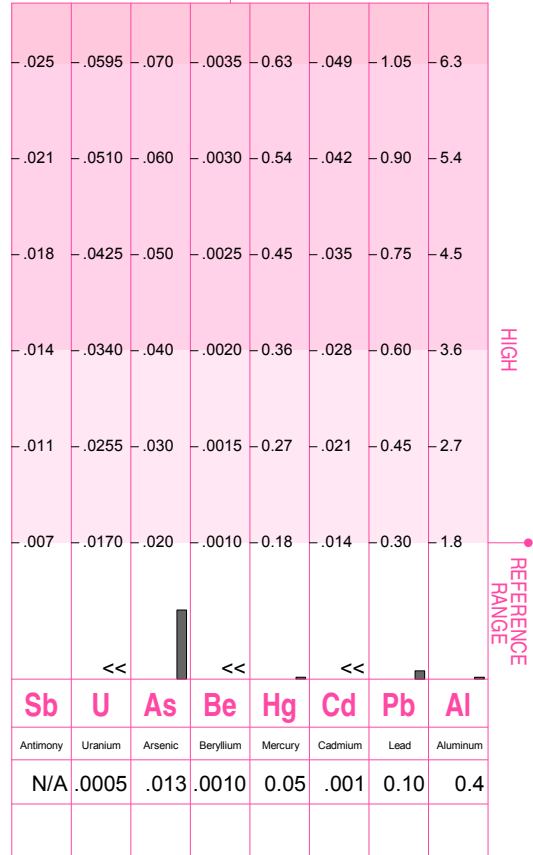 .025 .0595 .070 .0035 0.63 .049 1.05 6.3
.021 .0510 .060 .0030 0.54 .042 0.90 5.4
.018 .0425 .050 .0025 0.45 .035 0.75 4.5
.014 .0340 .040 .0020 0.36 .028 0.60 3.6
HIGH
.011 .0255 .030 .0015 0.27 .021 0.45 2.7
.007 .0170 .020 .0010 0.18 .014 0.30 1.8
REFERENCE
RANGE
<< << <<
Sb U As Be Hg Cd Pb Al
Antimony Uranium Arsenic Beryllium Mercury Cadmium Lead Aluminum
N/A .0005 .013 .0010 0.05 .001 0.10 0.4